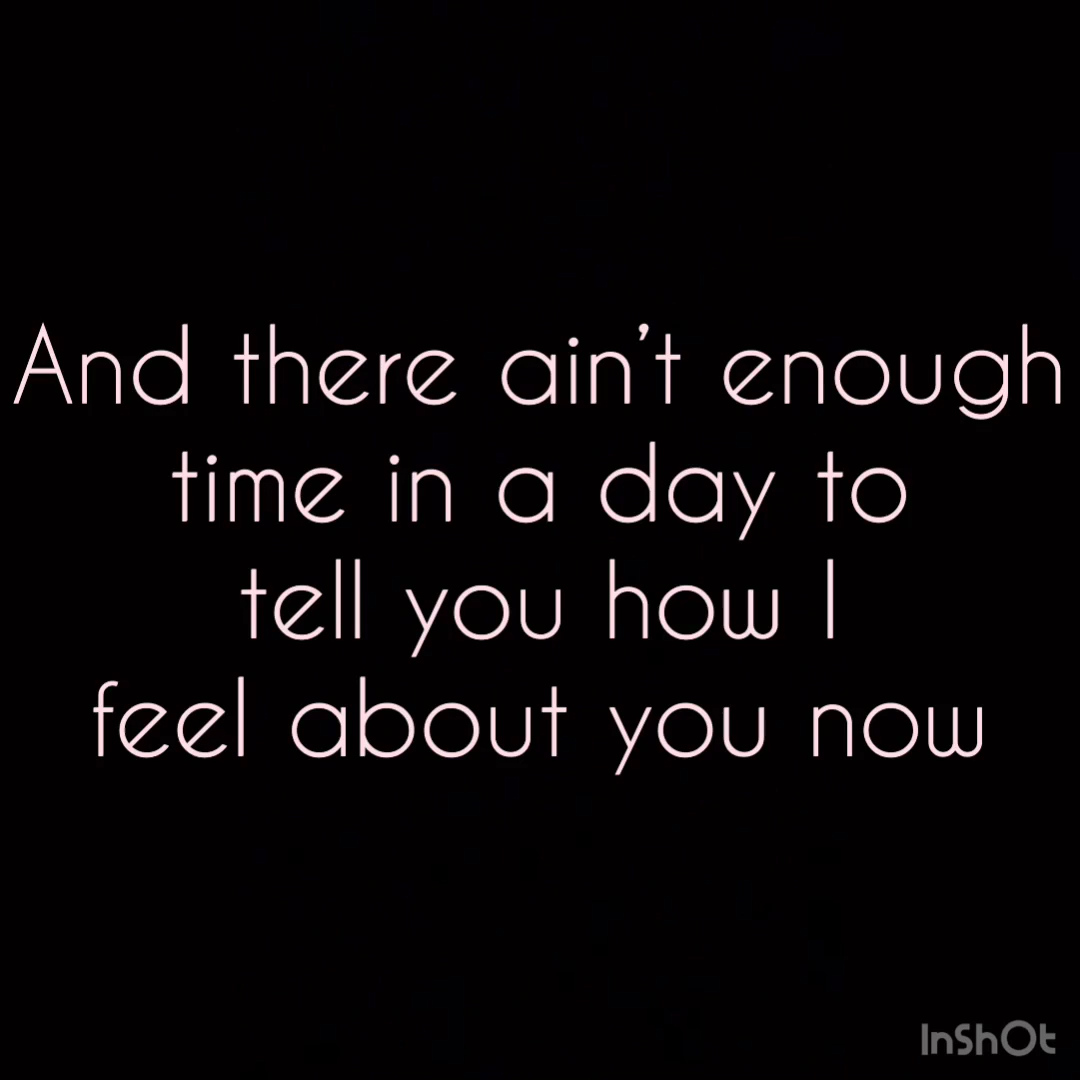 And there ain't enough
time in a day to
tell you how I
feel about you now
InShOt